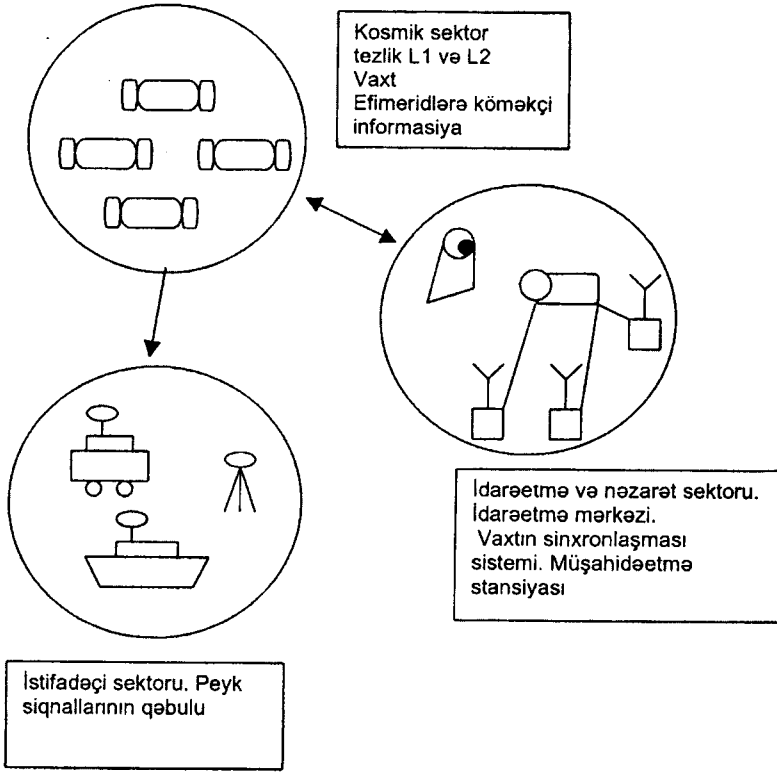 Kosmik sektor
tezlik L1 və L2
Vaxt
Efimeridlərə köməkçi
informasiya
İdarəetmə və nəzarət sektoru.
İdarəetmə mərkəzi.
Vaxtın sinxronlaşması
sistemi. Müşahidəetmə
stansiyası
İstifadəçi sektoru. Peyk
siqnallarının qəbulu